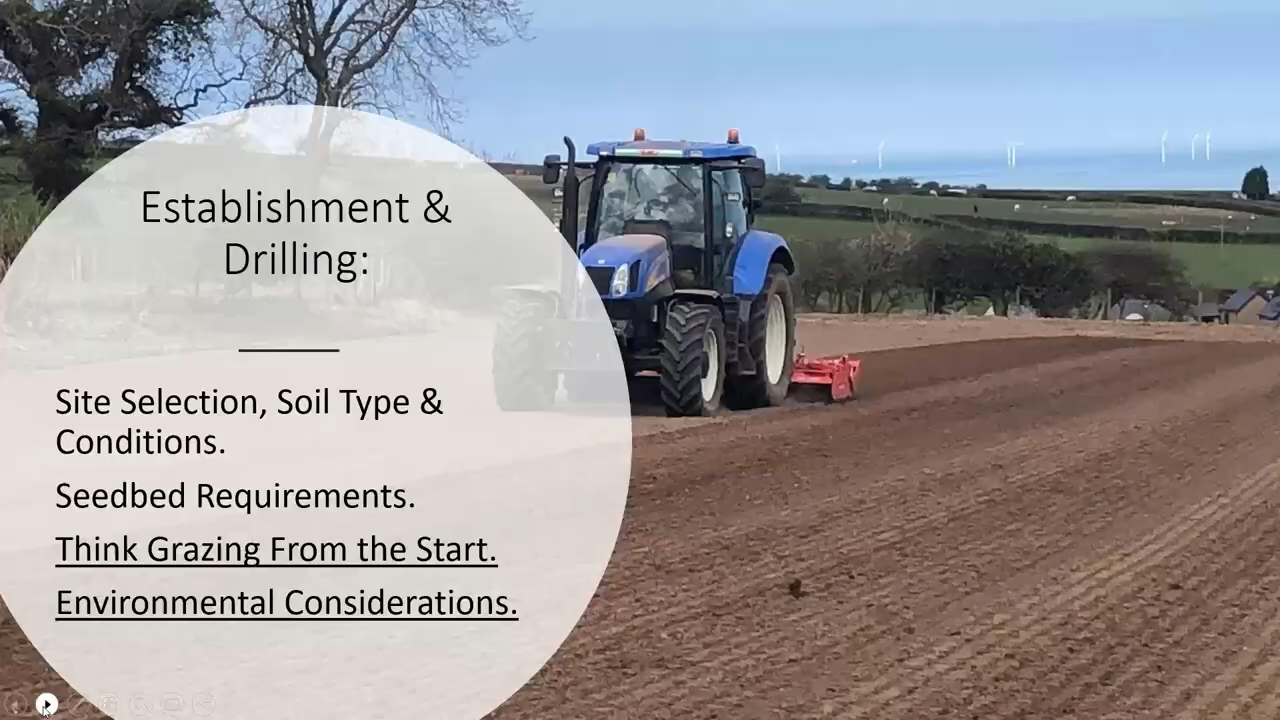 Establishment &
Drilling:
Site Selection, Soil Type &
Conditions.
Seedbed Requirements.
Think Grazing From the Start.
Environmental Considerations.